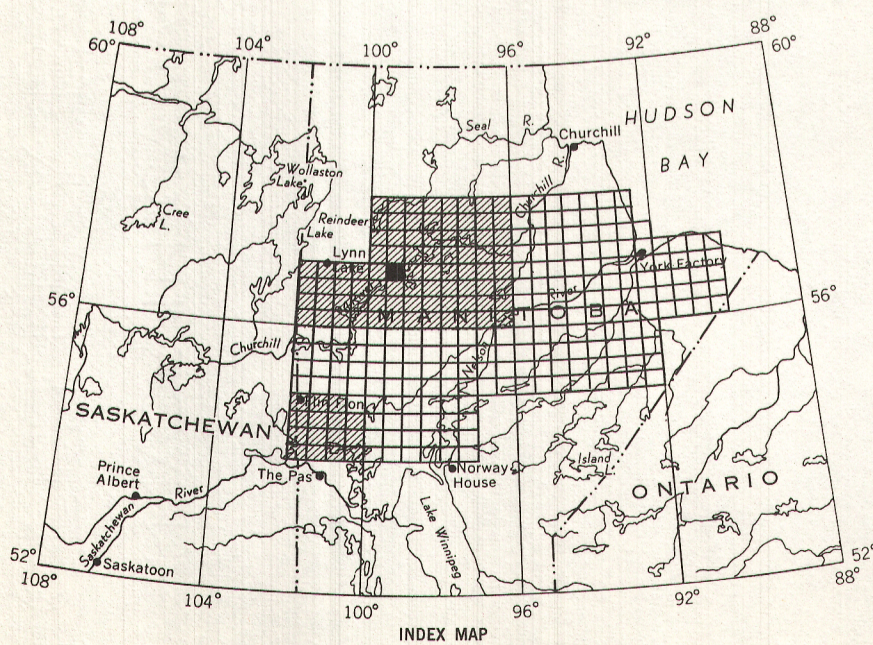 108°
104°
100°
96°
92°
88°
60°
60°
HUDSON
BAY
Seal R.
Churchill
Churchill R.
Wollaston
Lake
Cree
L.
Reindeer
Lake
Lynn
Lake
York Factory
River
56°
56°
MANITOBA
Churchill
Nelson
Flin Flon
SASKATCHEWAN
Prince
Albert
River
The Pas
Norway
House
Island
L.
ONTARIO
Saskatchewan
Lake Winnipeg
Saskatoon
52°
52°
108°
104°
100°
96°
92°
88°
INDEX MAP